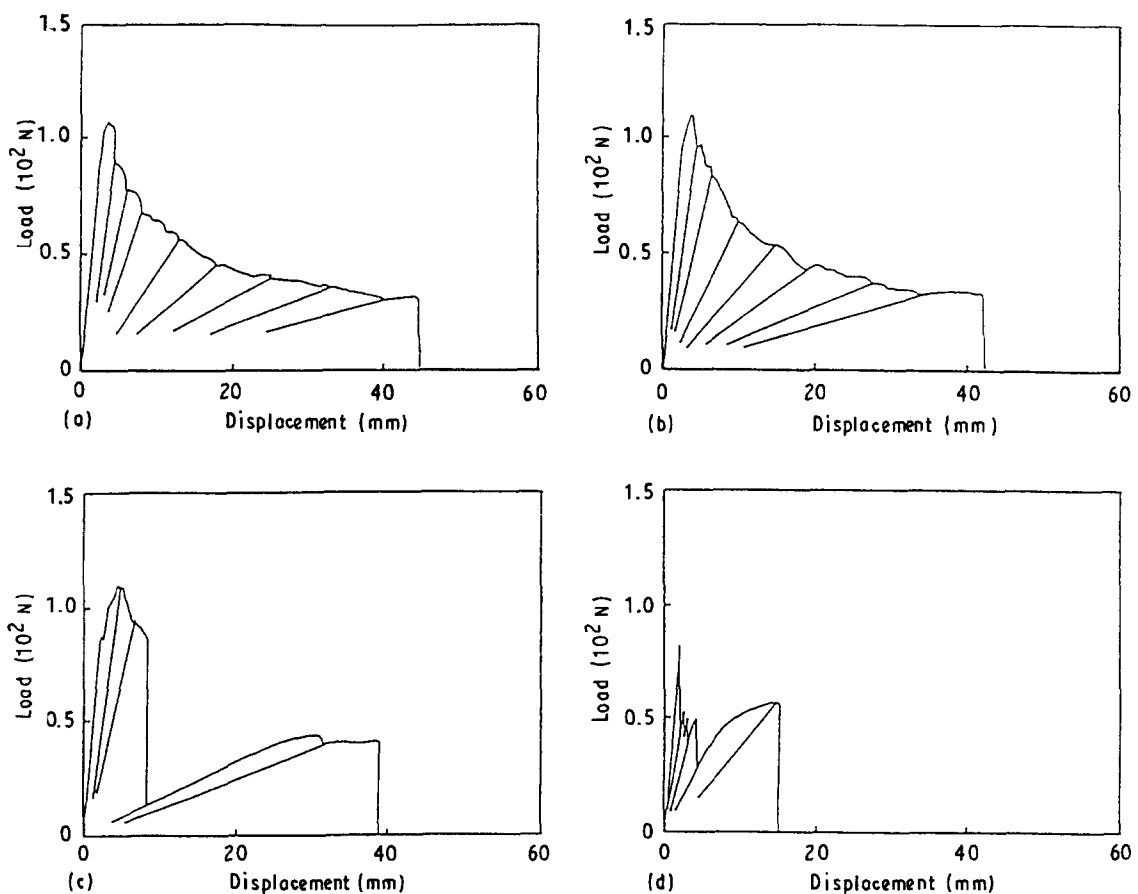 1.5
1.0
0.5
0
Load (10² N)
0 20 40 60
(a) Displacement (mm)
1.5
1.0
0.5
0
Load (10² N)
0 20 40 60
(b) Displacement (mm)
1.5
1.0
0.5
0
Load (10² N)
0 20 40 60
(c) Displacement (mm)
1.5
1.0
0.5
0
Load (10² N)
0 20 40 60
(d) Displacement (mm)